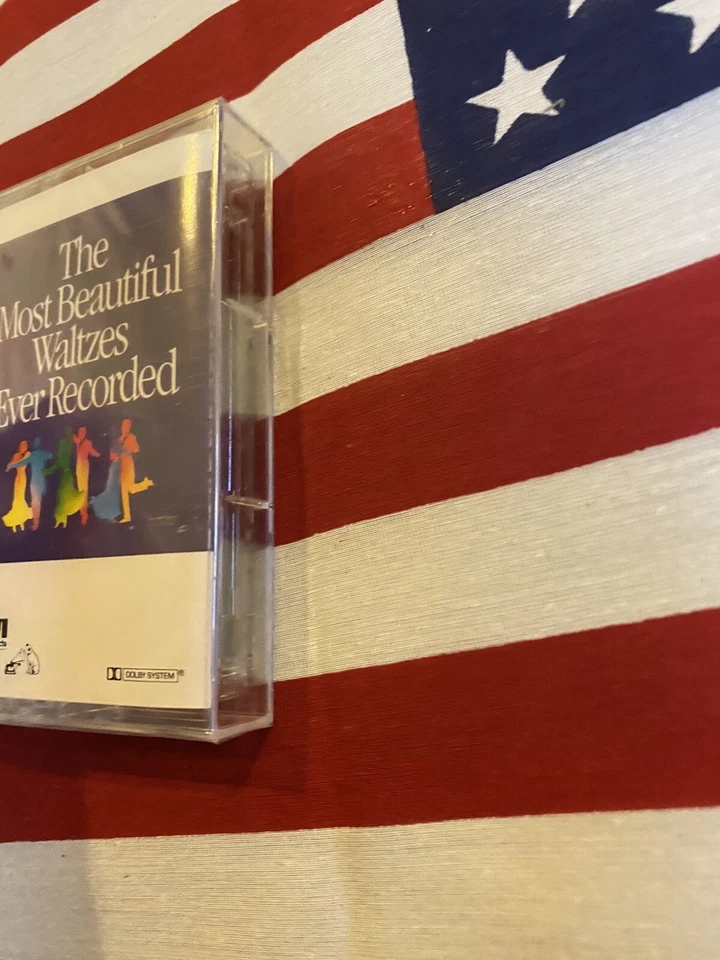 The
Most Beautiful
Waltzes
Ever Recorded
DOLBY SYSTEM®